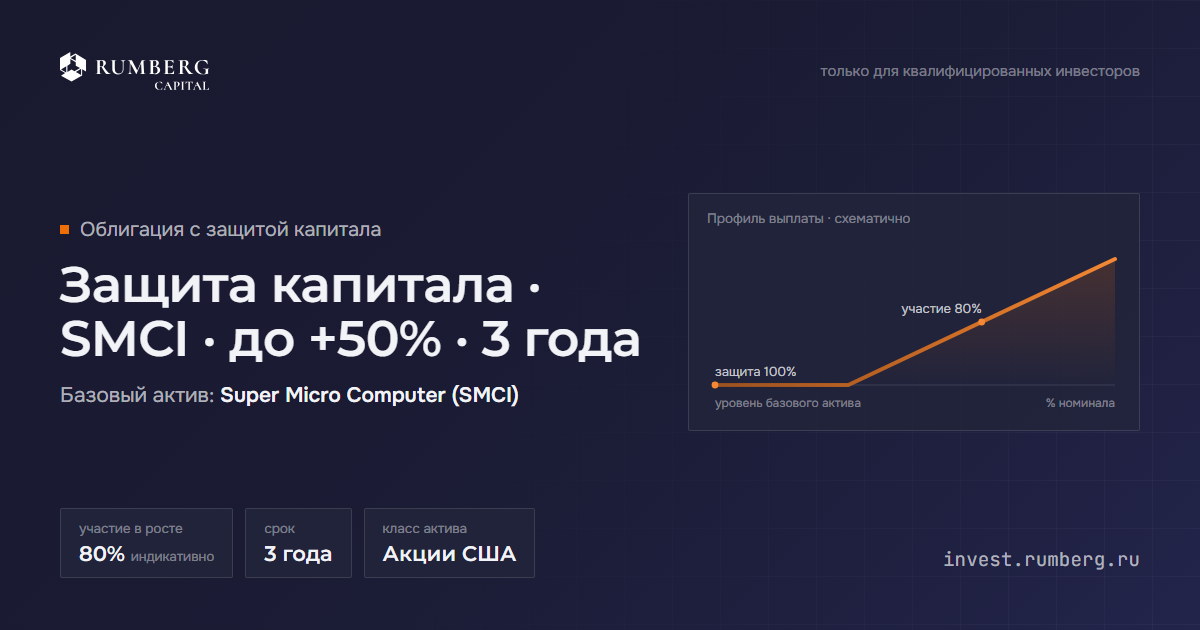 RUMBERG
CAPITAL
только для квалифицированных инвесторов
Облигация с защитой капитала
Защита капитала ·
SMCI · до +50% · 3 года
Базовый актив: Super Micro Computer (SMCI)
Профиль выплаты · схематично
участие 80%
защита 100%
уровень базового актива
% номинала
участие в росте
80% индикативно
срок
3 года
класс актива
Акции США
invest.rumberg.ru